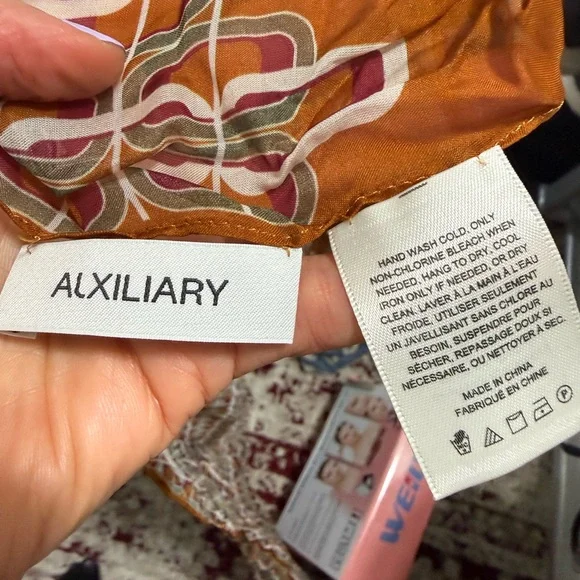 AUXILIARY
HAND WASH COLD, ONLY
NON-CHLORINE BLEACH WHEN
NEEDED, HANG TO DRY, COOL
IRON ONLY IF NEEDED, OR DRY
CLEAN. LAVER À LA MAIN À L'EAU
FROIDE, UTILISER SEULEMENT
UN JAVELLISANT SANS CHLORE AU
BESOIN, SUSPENDRE POUR
SÉCHER, REPASSAGE DOUX SI
NÉCESSAIRE, OU NETTOYER À SEC.
MADE IN CHINA
FABRIQUÉ EN CHINE
P